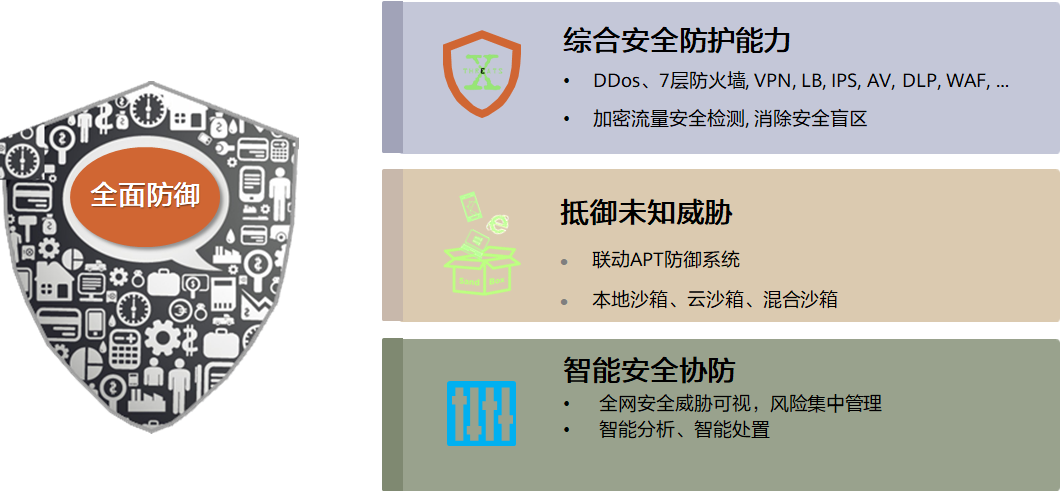 全面防御
综合安全防护能力
• DDos、7层防火墙, VPN, LB, IPS, AV, DLP, WAF, ...
• 加密流量安全检测, 消除安全盲区
抵御未知威胁
• 联动APT防御系统
• 本地沙箱、云沙箱、混合沙箱
Sand Box
智能安全协防
• 全网安全威胁可视，风险集中管理
• 智能分析、智能处置